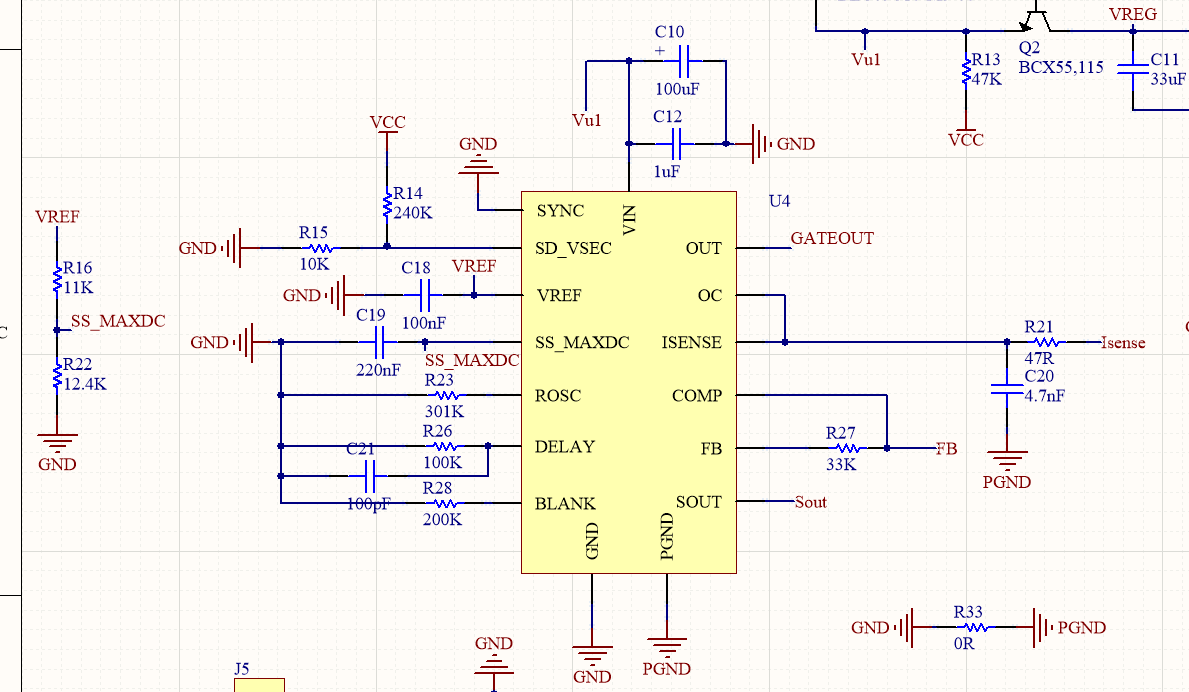 C10
+
100uF
Vu1
C12
1uF
GND
VREG
Q2
BCX55,115
C11
33uF
Vu1
R13
47K
VCC
VCC
GND
R14
240K
U4
VREF
R15
10K
GND
SYNC
VIN
SD_VSEC
OUT
GATEOUT
R16
11K
C18
VREF
GND
100nF
VREF
OC
SS_MAXDC
C19
GND
220nF
SS_MAXDC
SS_MAXDC
ISENSE
R21
47R
Isense
R22
12.4K
R23
301K
ROSC
COMP
C20
4.7nF
R26
100K
DELAY
FB
R27
33K
FB
C21
100pF
PGND
GND
R28
200K
BLANK
SOUT
Sout
GND
PGND
GND
R33
0R
PGND
GND
GND
PGND
J5